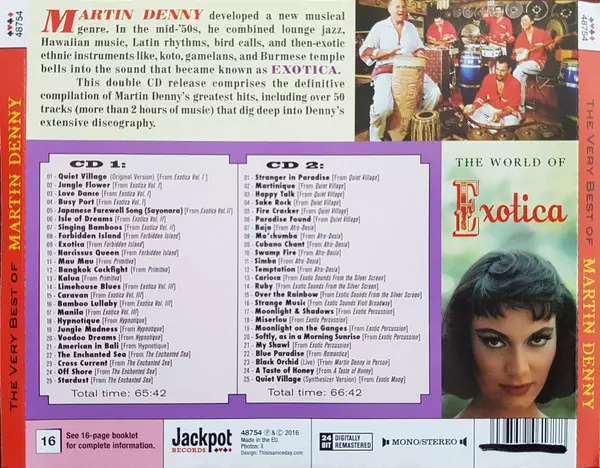 48754
The Very Best of MARTIN DENNY
MARTIN DENNY developed a new musical
genre. In the mid-'50s, he combined lounge jazz,
Hawaiian music, Latin rhythms, bird calls, and then-exotic
ethnic instruments like, koto, gamelans, and Burmese temple
bells into the sound that became known as EXOTICA.
This double CD release comprises the definitive
compilation of Martin Denny's greatest hits, including over 50
tracks (more than 2 hours of music) that dig deep into Denny's
extensive discography.
CD 1:
01 - Quiet Village (Original Version) [From Exotica Vol. I]
02 - Jungle Flower [From Exotica Vol. I]
03 - Love Dance [From Exotica Vol. I]
04 - Busy Port [From Exotica Vol. I]
05 - Japanese Farewell Song (Sayonara) [From Exotica Vol. II]
06 - Isle of Dreams [From Exotica Vol. II]
07 - Singing Bamboos [From Exotica Vol. II]
08 - Forbidden Island [From Forbidden Island]
09 - Exotica [From Forbidden Island]
10 - Narcissus Queen [From Forbidden Island]
11 - Mau Mau [From Primitiva]
12 - Bangkok Cockfight [From Primitiva]
13 - Kalua [From Primitiva]
14 - Limehouse Blues [From Exotica Vol. III]
15 - Caravan [From Exotica Vol. III]
16 - Bamboo Lullaby [From Exotica Vol. III]
17 - Manila [From Exotica Vol. III]
18 - Hypnotique [From Hypnotique]
19 - Jungle Madness [From Hypnotique]
20 - Voodoo Dreams [From Hypnotique]
21 - American in Bali [From Hypnotique]
22 - The Enchanted Sea [From The Enchanted Sea]
23 - Cross Current [From The Enchanted Sea]
24 - Off Shore [From The Enchanted Sea]
25 - Stardust [From The Enchanted Sea]
Total time: 65:42
CD 2:
01 - Stranger in Paradise [From Quiet Village]
02 - Martinique [From Quiet Village]
03 - Happy Talk [From Quiet Village]
04 - Sake Rock [From Quiet Village]
05 - Fire Cracker [From Quiet Village]
06 - Paradise Found [From Quiet Village]
07 - Baja [From Afro-Desia]
08 - Ma'chumba [From Afro-Desia]
09 - Cubano Chant [From Afro-Desia]
10 - Swamp Fire [From Afro-Desia]
11 - Simba [From Afro-Desia]
12 - Temptation [From Afro-Desia]
13 - Carioca [From Exotic Sounds From the Silver Screen]
14 - Ruby [From Exotic Sounds From the Silver Screen]
15 - Over the Rainbow [From Exotic Sounds From the Silver Screen]
16 - Strange Music [From Exotic Sounds Visit Broadway]
17 - Moonlight & Shadows [From Exotic Percussion]
18 - Miserlou [From Exotic Percussion]
19 - Moonlight on the Ganges [From Exotic Percussion]
20 - Softly, as in a Morning Sunrise [From Exotic Percussion]
21 - My Shawl [From Exotic Percussion]
22 - Blue Paradise [From Romantica]
23 - Black Orchid (Live) [From Martin Denny in Person]
24 - A Taste of Honey [From A Taste of Honey]
25 - Quiet Village (Synthesizer Version) [From Exotic Moog]
Total time: 66:42
THE WORLD OF
Exotica
16
See 16-page booklet
for complete information.
Jackpot
RECORDS
48754 ℗ & © 2016
Made in the EU.
Photos: X
Design: Thisisaniceday.com
24 BIT
DIGITALLY
REMASTERED
MONO/STEREO
48754
The Very Best of MARTIN DENNY